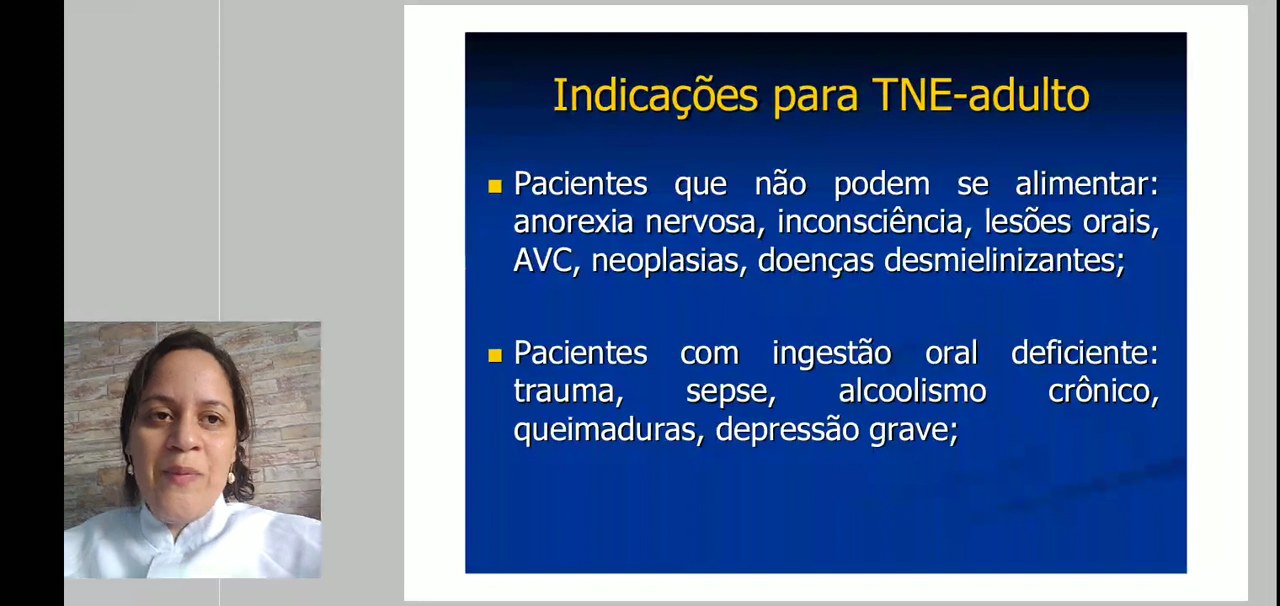 Indicações para TNE-adulto
Pacientes que não podem se alimentar:
anorexia nervosa, inconsciência, lesões orais,
AVC, neoplasias, doenças desmielinizantes;
Pacientes com ingestão oral deficiente:
trauma, sepse, alcoolismo crônico,
queimaduras, depressão grave;